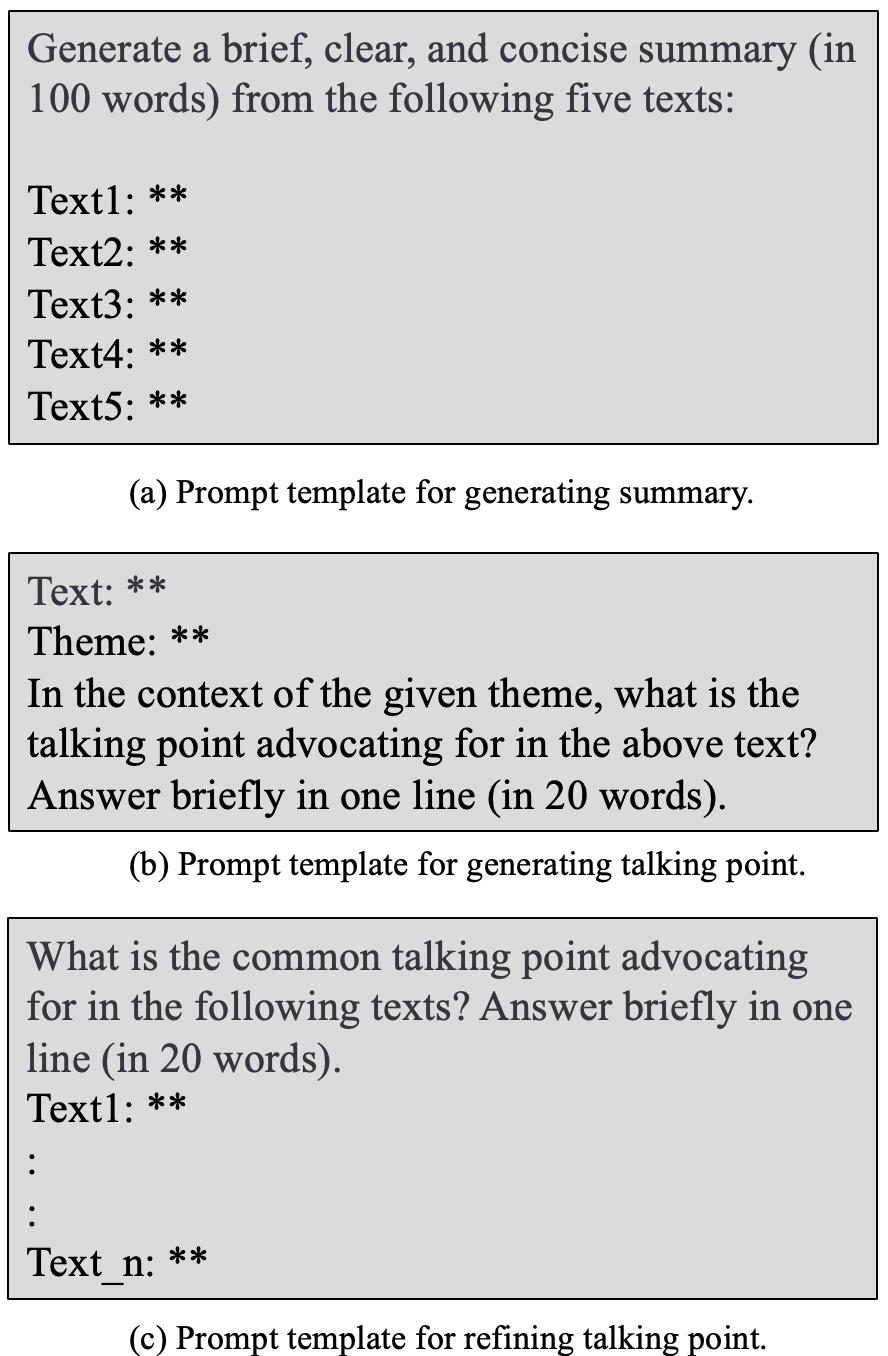 Generate a brief, clear, and concise summary (in
100 words) from the following five texts:
Text1: **
Text2: **
Text3: **
Text4: **
Text5: **
(a) Prompt template for generating summary.
Text: **
Theme: **
In the context of the given theme, what is the
talking point advocating for in the above text?
Answer briefly in one line (in 20 words).
(b) Prompt template for generating talking point.
What is the common talking point advocating
for in the following texts? Answer briefly in one
line (in 20 words).
Text1: **
:
:
Text_n: **
(c) Prompt template for refining talking point.